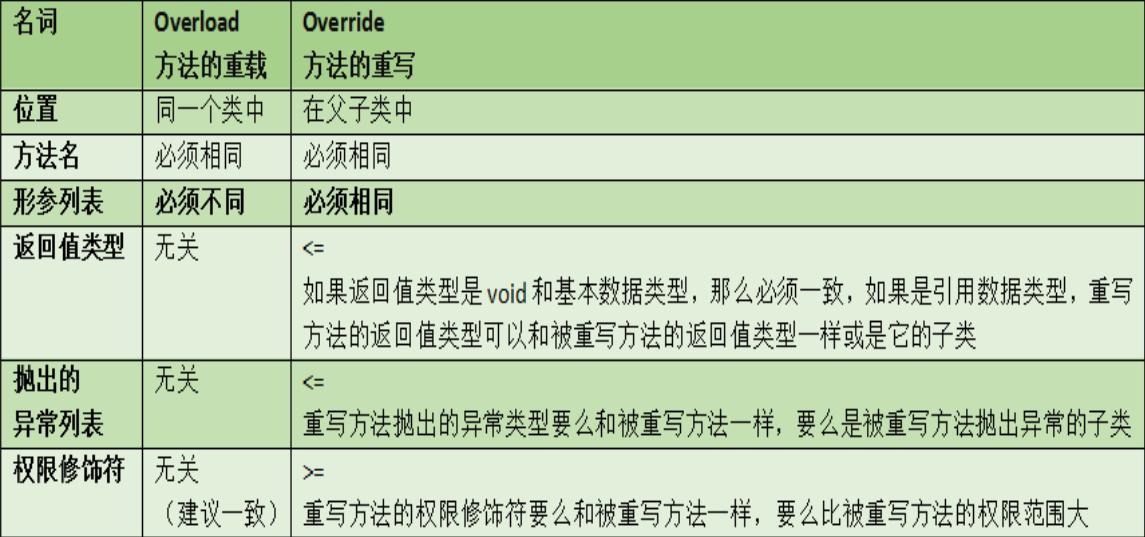 名词 Overload Override
方法的重载 方法的重写
位置 同一个类中 在父子类中
方法名 必须相同 必须相同
形参列表 必须不同 必须相同
返回值类型 无关 <=
如果返回值类型是 void 和基本数据类型，那么必须一致，如果是引用数据类型，重写
方法的返回值类型可以和被重写方法的返回值类型一样或是它的子类
抛出的 无关 <=
异常列表 重写方法抛出的异常类型要么和被重写方法一样，要么是被重写方法抛出异常的子类
权限修饰符 无关 >=
（建议一致） 重写方法的权限修饰符要么和被重写方法一样，要么比被重写方法的权限范围大